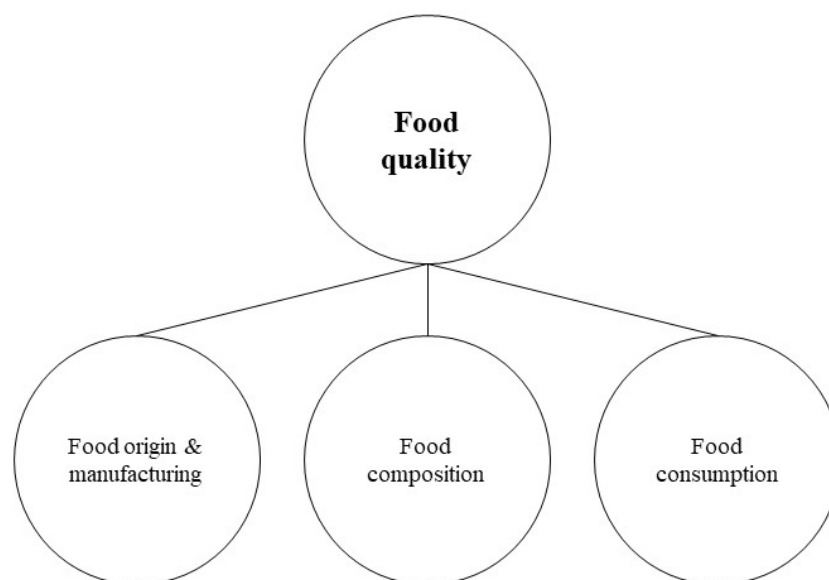 Food
quality
Food origin &
manufacturing
Food
composition
Food
consumption